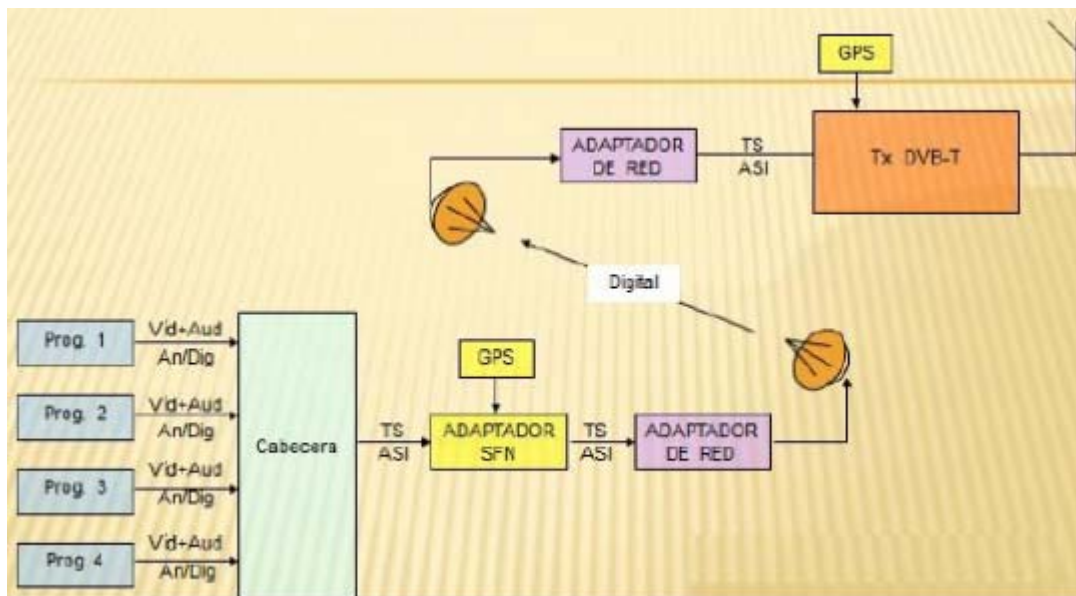 GPS
ADAPTADOR
DE RED
TS
ASI
Tx DVB-T
Digital
Prog. 1
Vid+Aud
An/Dig
Prog. 2
Vid+Aud
An/Dig
Prog. 3
Vid+Aud
An/Dig
Prog 4
Vid+Aud
An/Dig
Cabecera
TS
ASI
GPS
ADAPTADOR
SFN
TS
ASI
ADAPTADOR
DE RED